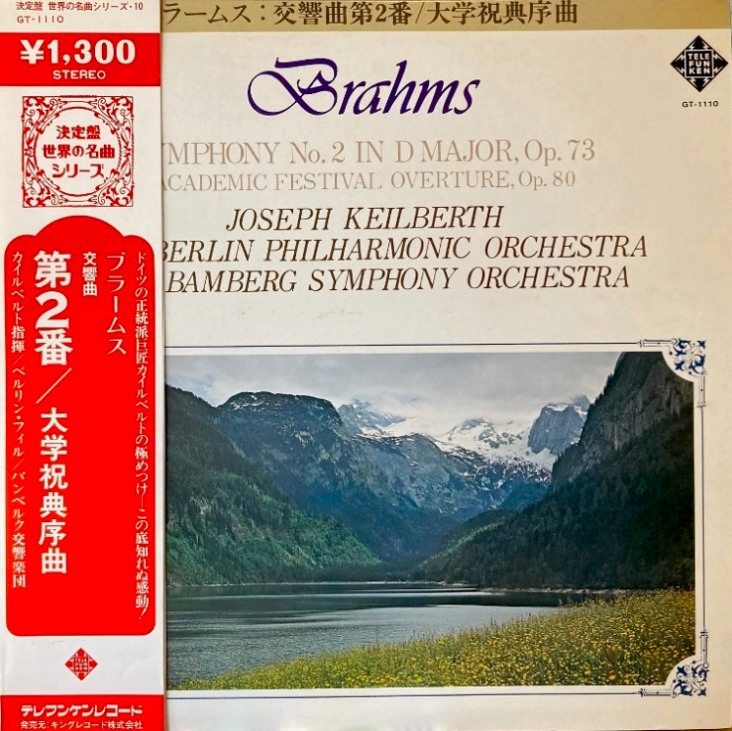 決定盤 世界の名曲シリーズ・10
GT-1110
¥1,300
STEREO
決定盤
世界の名曲
シリーズ
ドイツの正統派巨匠カイルベルトの極めつけ—この底知れぬ感動!
ブラームス
交響曲
第2番/大学祝典序曲
カイルベルト指揮/ベルリン・フィル/バンベルク交響楽団
テレフンケンレコード
発売元:キングレコード株式会社
ラームス:交響曲第2番/大学祝典序曲
TELE
FUN
KEN
GT-1110
Brahms
YMPHONY No. 2 IN D MAJOR, Op. 73
ACADEMIC FESTIVAL OVERTURE, Op. 80
JOSEPH KEILBERTH
BERLIN PHILHARMONIC ORCHESTRA
BAMBERG SYMPHONY ORCHESTRA